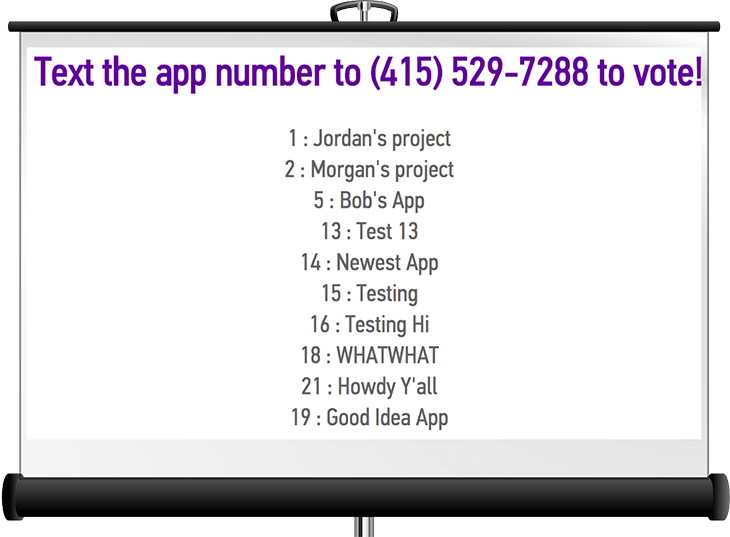 Text the app number to (415) 529-7288 to vote!
1 : Jordan's project
2 : Morgan's project
5 : Bob's App
13 : Test 13
14 : Newest App
15 : Testing
16 : Testing Hi
18 : WHATWHAT
21 : Howdy Y'all
19 : Good Idea App